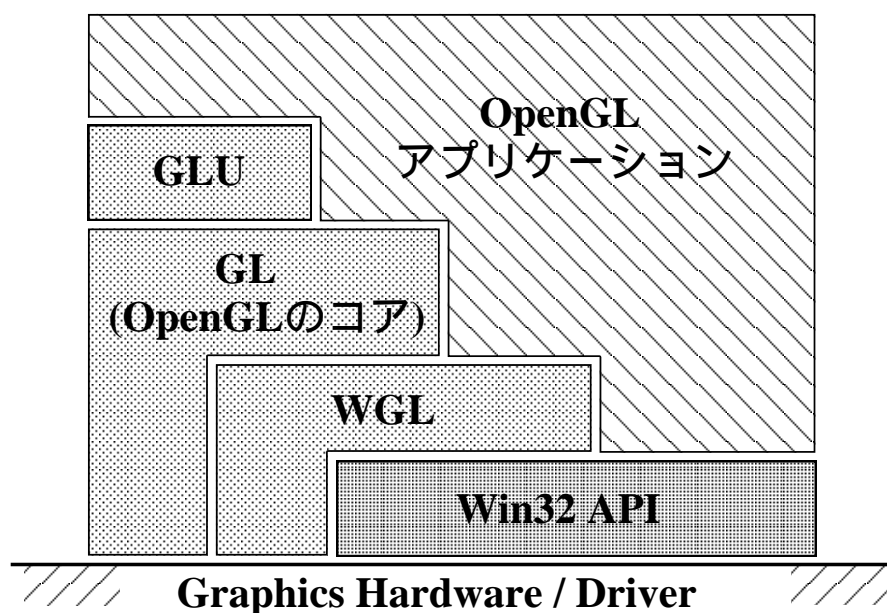 OpenGL
アプリケーション
GLU
GL
(OpenGLのコア)
WGL
Win32 API
Graphics Hardware / Driver